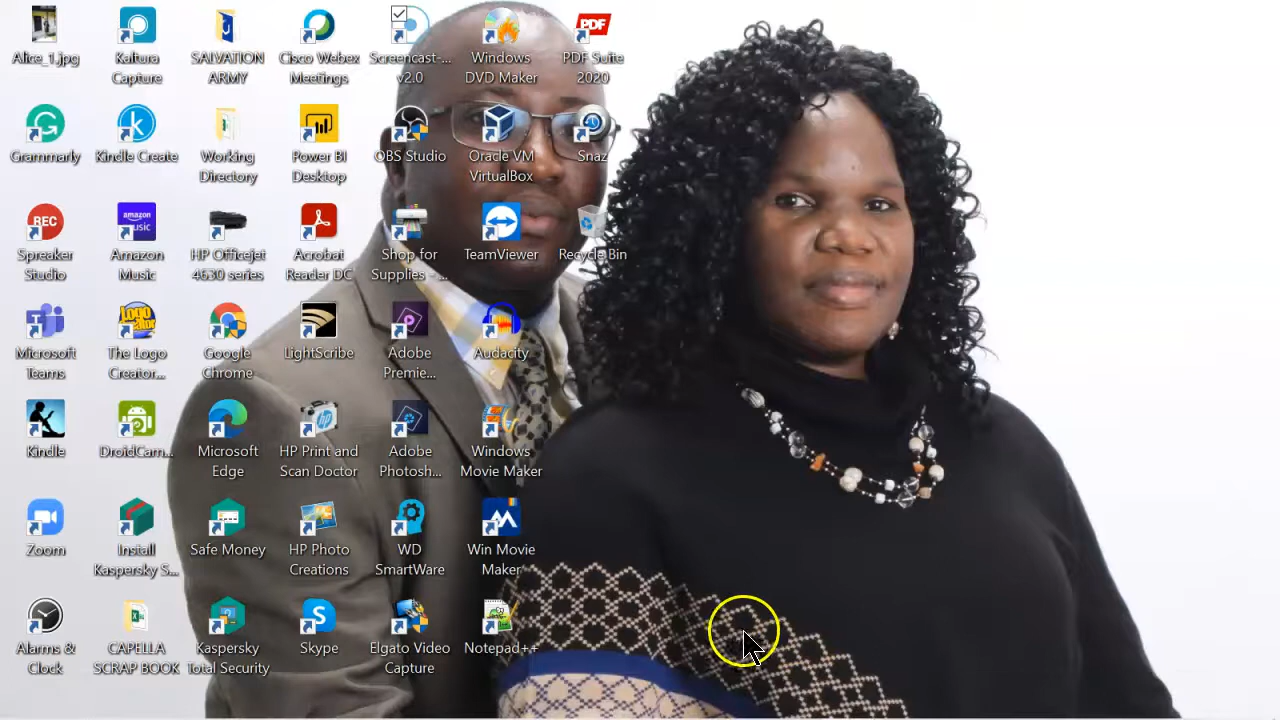 Alice_1.jpg
Kaltura
Capture
SALVATION
ARMY
Cisco Webex
Meetings
Screencast-...
v2.0
Windows
DVD Maker
PDF
PDF Suite
2020
Grammarly
Kindle Create
Working
Directory
Power BI
Desktop
OBS Studio
Oracle VM
VirtualBox
Snaz
REC
Spreaker
Studio
amazon
music
Amazon
Music
HP Officejet
4630 series
Acrobat
Reader DC
Shop for
Supplies - ...
TeamViewer
Recycle Bin
Microsoft
Teams
Logo
Creator
The Logo
Creator...
Google
Chrome
LightScribe
Adobe
Premie...
Audacity
Kindle
DroidCam...
Microsoft
Edge
HP Print and
Scan Doctor
Adobe
Photosh...
Windows
Movie Maker
Zoom
Install
Kaspersky S...
Safe Money
HP Photo
Creations
WD
SmartWare
Win Movie
Maker
Alarms &
Clock
CAPELLA
SCRAP BOOK
Kaspersky
Total Security
Skype
Elgato Video
Capture
Notepad++